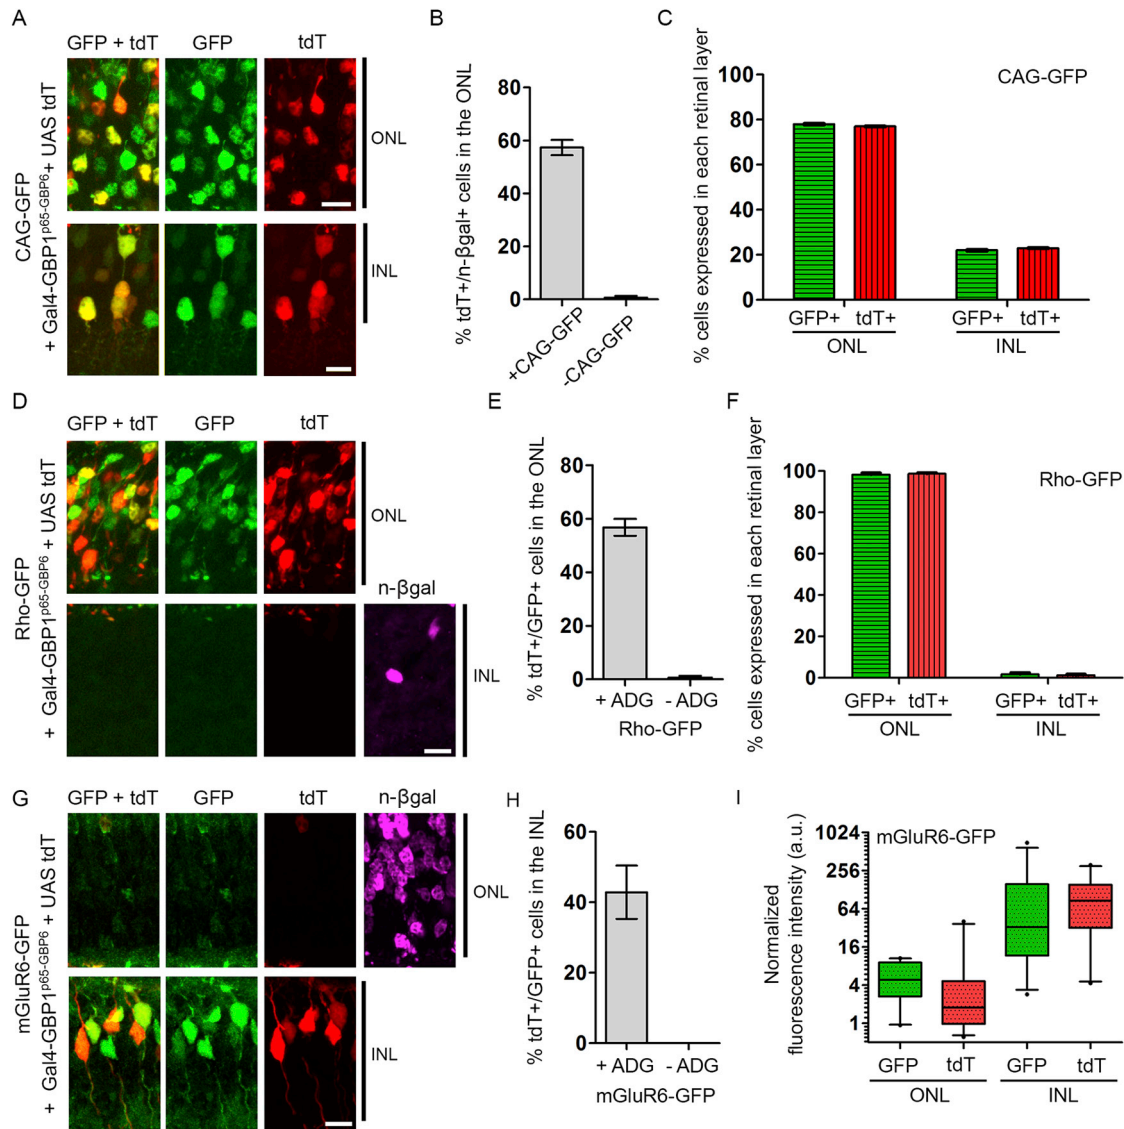 A
GFP + tdT GFP tdT
CAG-GFP
+ Gal4-GBP1p65-GBP6+ UAS tdT
ONL
INL
B
% tdT+/n-βgal+ cells in the ONL
80
60
40
20
0
+CAG-GFP -CAG-GFP
C
% cells expressed in each retinal layer
CAG-GFP
100
80
60
40
20
0
GFP+ tdT+ GFP+ tdT+
ONL INL
D
GFP + tdT GFP tdT
Rho-GFP
+ Gal4-GBP1p65-GBP6 + UAS tdT
ONL
n-βgal
INL
E
% tdT+/GFP+ cells in the ONL
80
60
40
20
0
+ ADG - ADG
Rho-GFP
F
% cells expressed in each retinal layer
Rho-GFP
100
80
60
40
20
0
GFP+ tdT+ GFP+ tdT+
ONL INL
G
GFP + tdT GFP tdT n-βgal
mGluR6-GFP
+ Gal4-GBP1p65-GBP6 + UAS tdT
ONL
INL
H
% tdT+/GFP+ cells in the INL
60
40
20
0
+ ADG - ADG
mGluR6-GFP
I
Normalized
fluorescence intensity (a.u.)
mGluR6-GFP
1024
256
64
16
4
1
GFP tdT GFP tdT
ONL INL